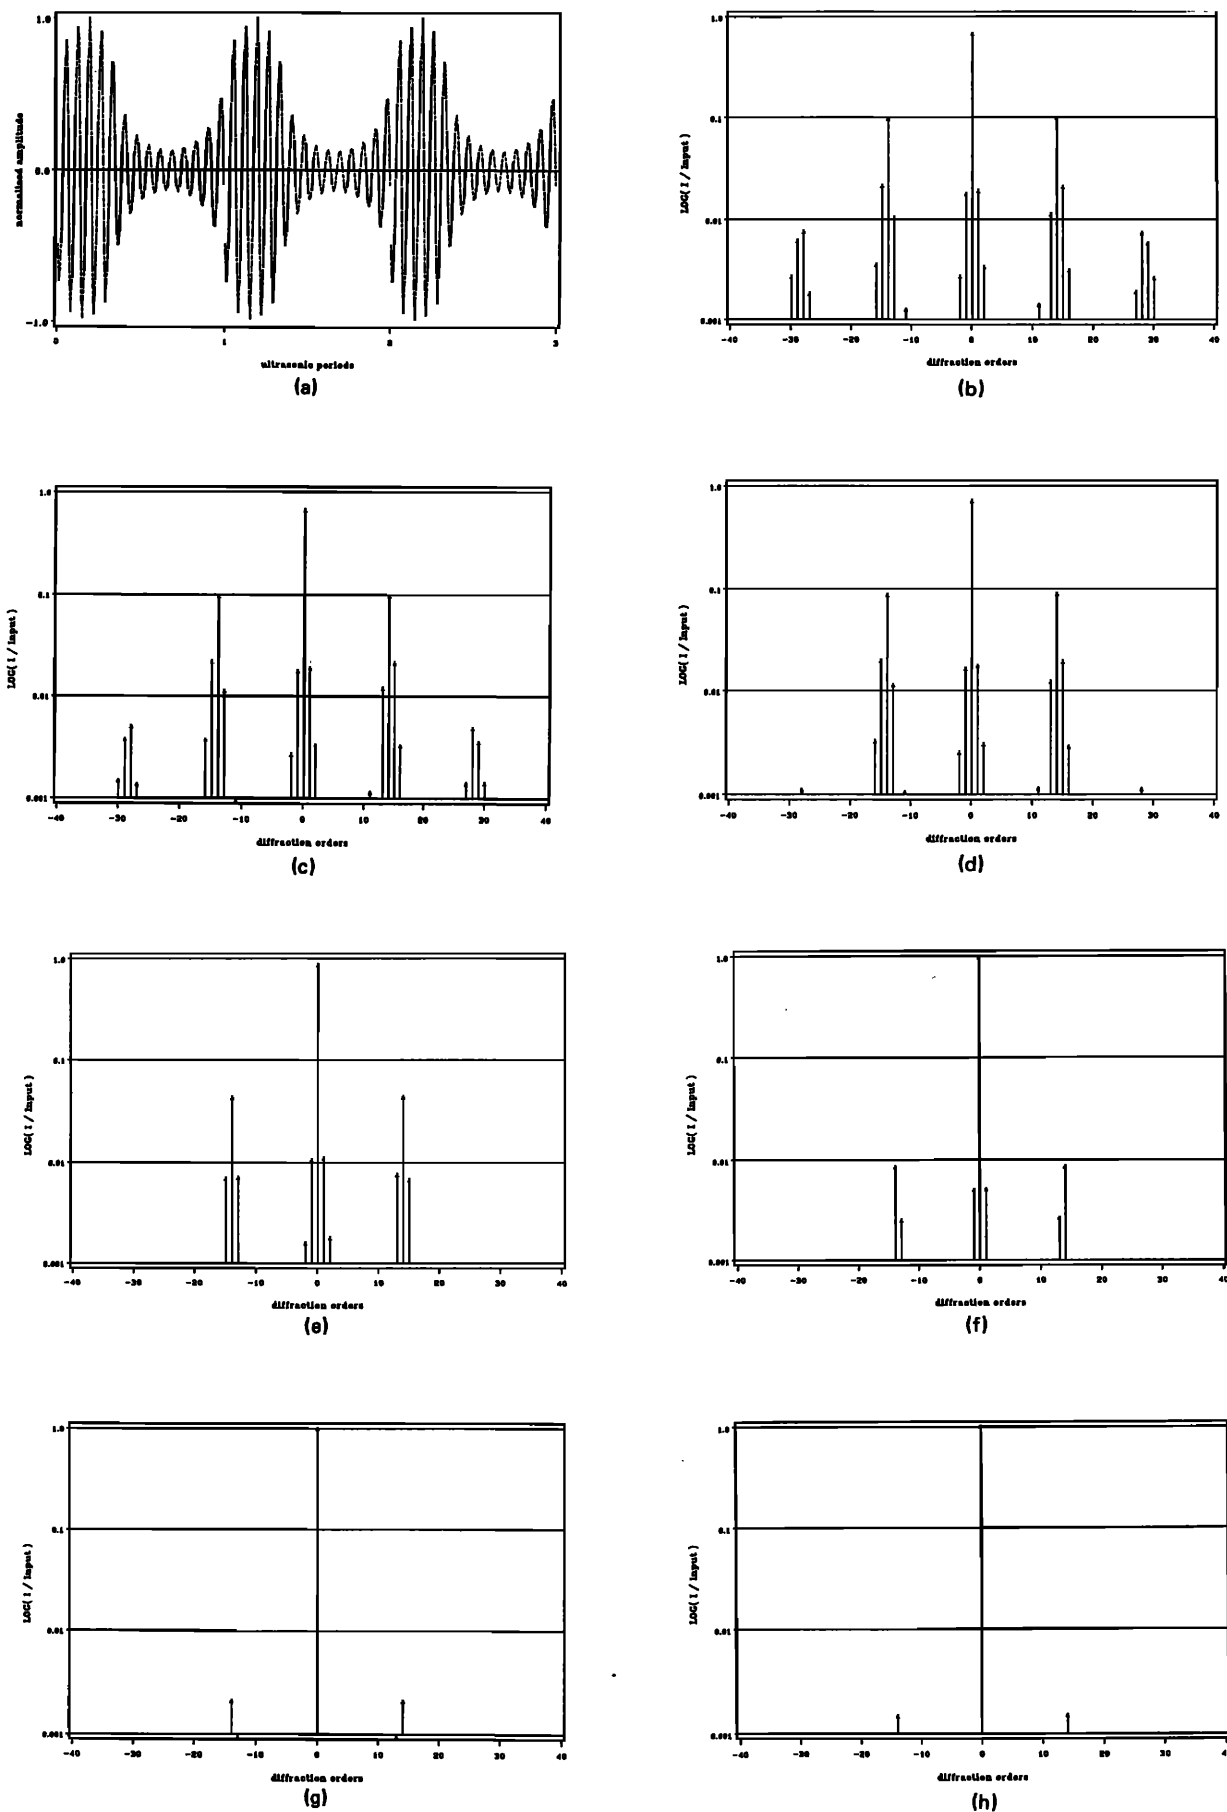 1.0
0.0
-1.0
normalised amplitude
0 1 2 3
ultrasonic periods
(a)
1.0
0.1
0.01
0.001
LOG( I / Input )
-40 -30 -20 -10 0 10 20 30 40
diffraction orders
(b)
1.0
0.1
0.01
0.001
LOG( I / Input )
-40 -30 -20 -10 0 10 20 30 40
diffraction orders
(c)
1.0
0.1
0.01
0.001
LOG( I / Input )
-40 -30 -20 -10 0 10 20 30 40
diffraction orders
(d)
1.0
0.1
0.01
0.001
LOG( I / Input )
-40 -30 -20 -10 0 10 20 30 40
diffraction orders
(e)
1.0
0.1
0.01
0.001
LOG( I / Input )
-40 -30 -20 -10 0 10 20 30 40
diffraction orders
(f)
1.0
0.1
0.01
0.001
LOG( I / Input )
-40 -30 -20 -10 0 10 20 30 40
diffraction orders
(g)
1.0
0.1
0.01
0.001
LOG( I / Input )
-40 -30 -20 -10 0 10 20 30 40
diffraction orders
(h)